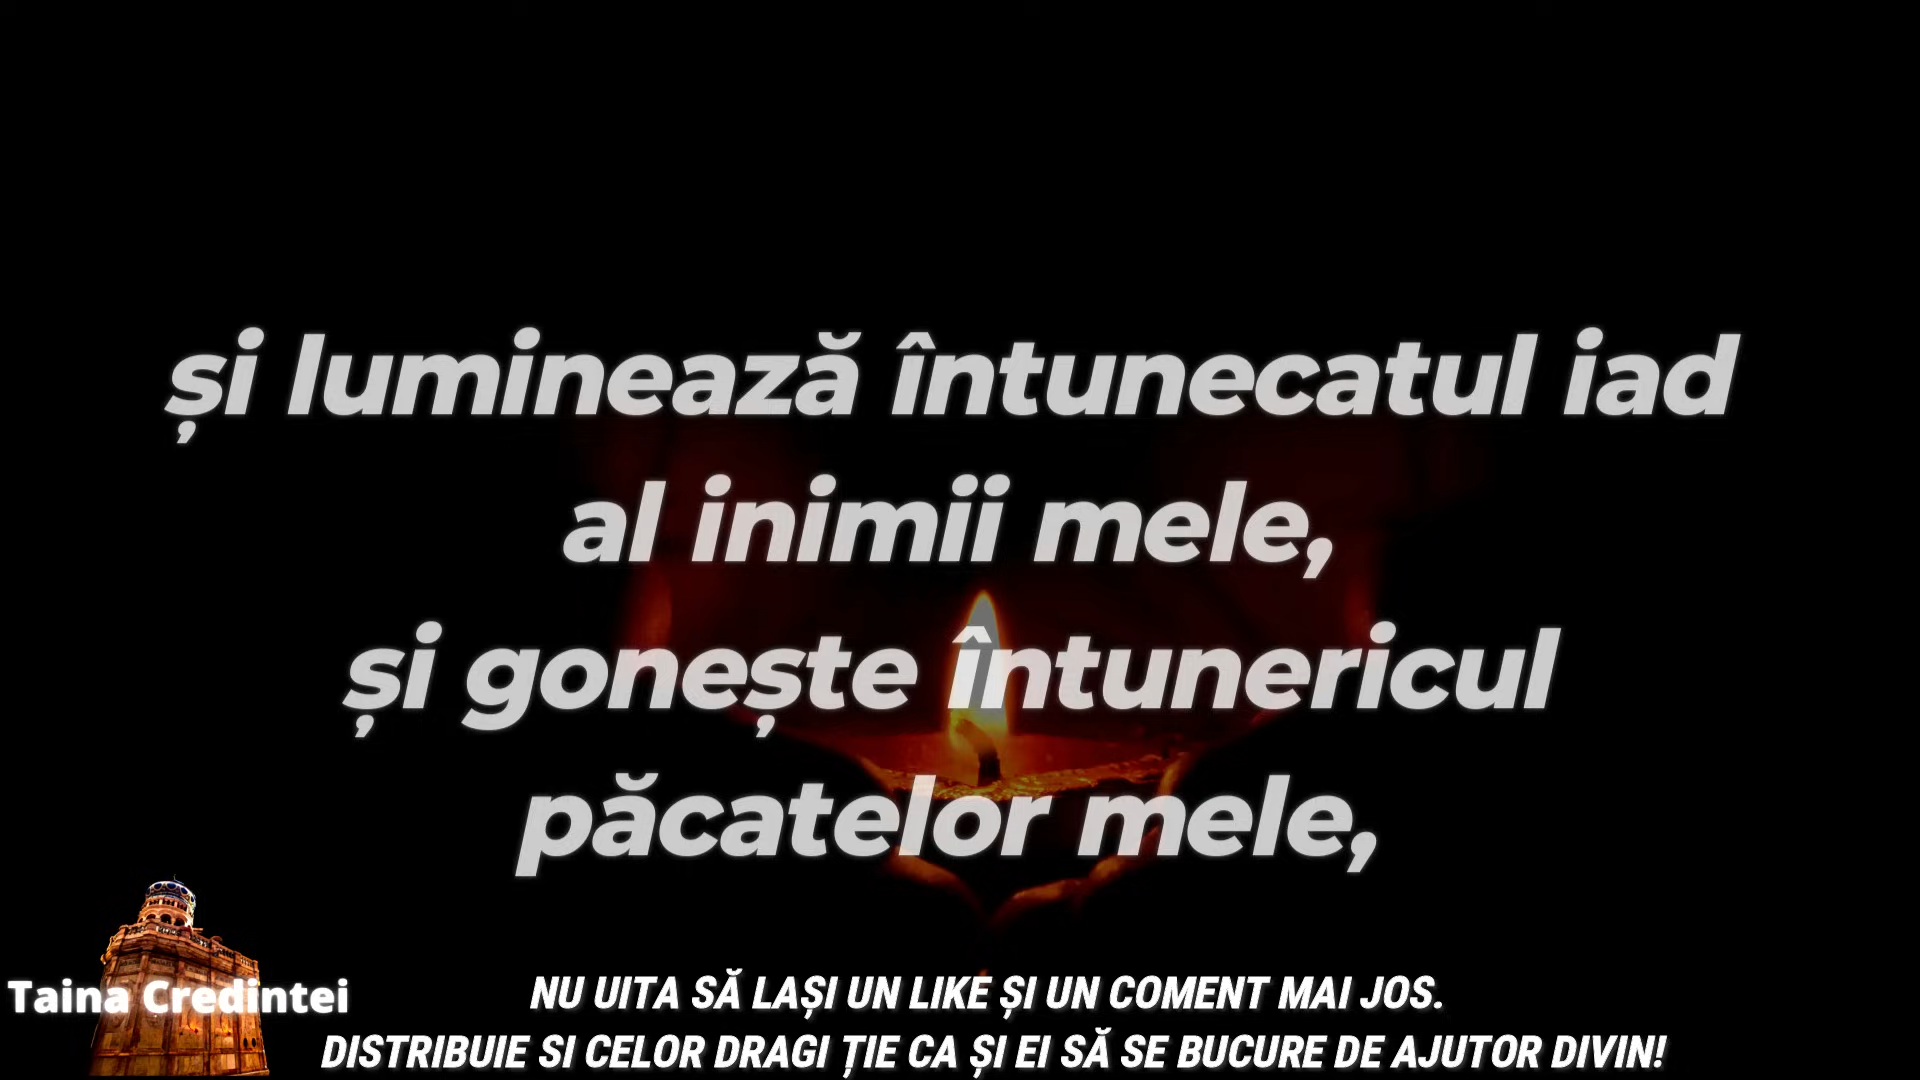 și luminează întunecatul iad
al inimii mele,
și gonește întunericul
păcatelor mele,
Taina Credintei
NU UITA SĂ LAȘI UN LIKE ȘI UN COMENT MAI JOS.
DISTRIBUIE SI CELOR DRAGI ȚIE CA ȘI EI SĂ SE BUCURE DE AJUTOR DIVIN!